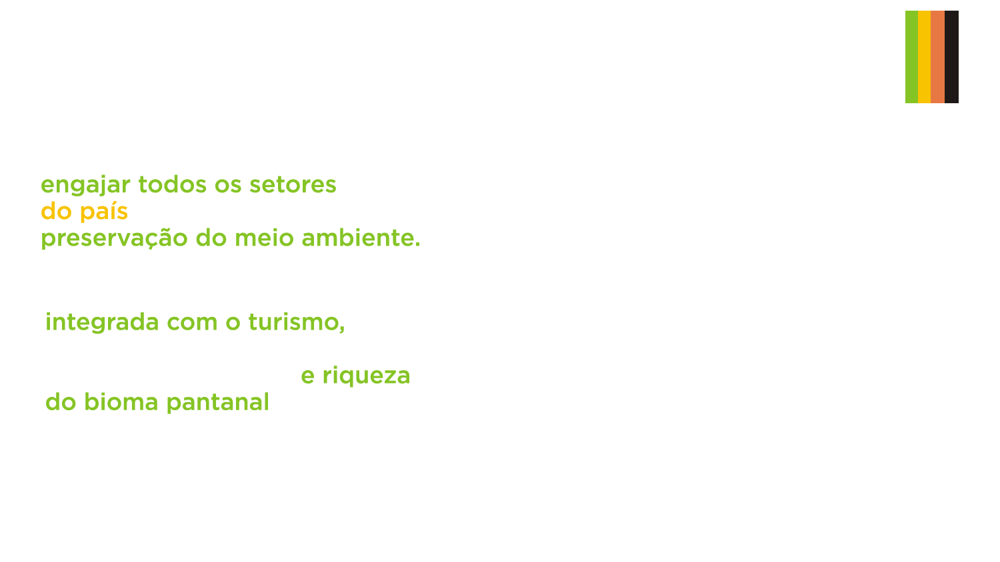 engajar todos os setores
do país
preservação do meio ambiente.
integrada com o turismo,
e riqueza
do bioma pantanal